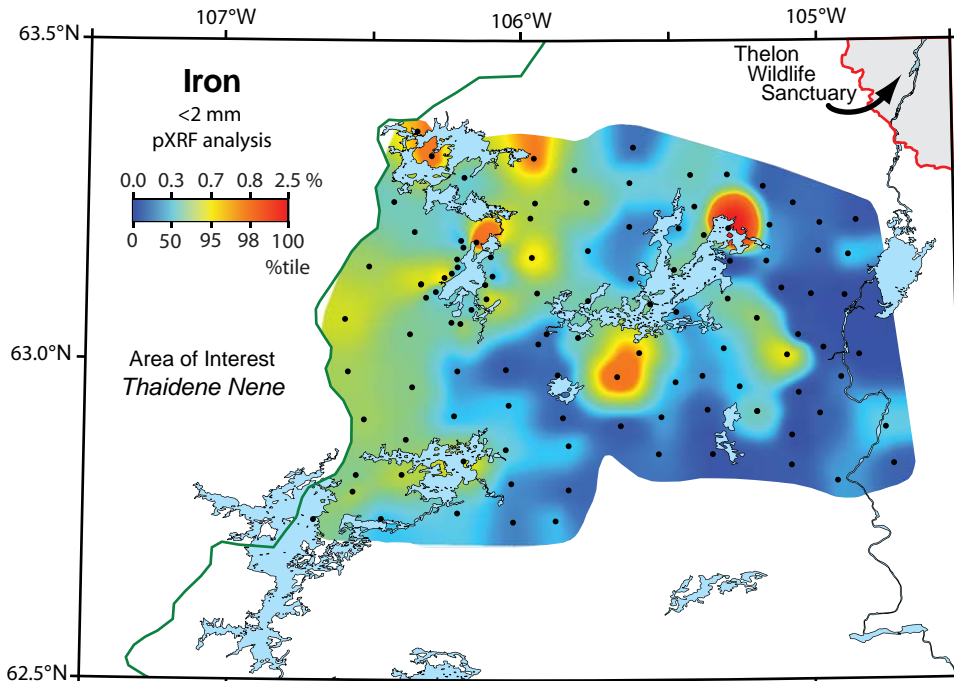 107°W
106°W
105°W
63.5°N
Iron
<2 mm
pXRF analysis
0.0 0.3 0.7 0.8 2.5 %
0 50 95 98 100
%tile
Thelon
Wildlife
Sanctuary
63.0°N
Area of Interest
Thaidene Nene
62.5°N